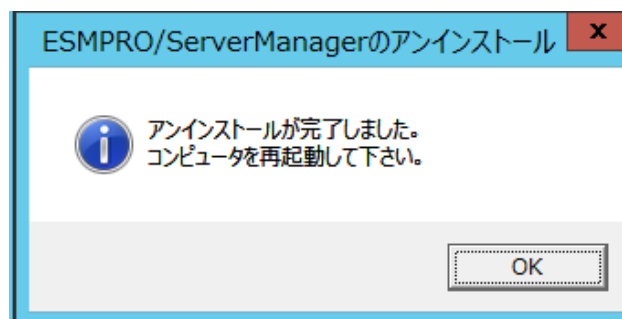 ESMPRO/ServerManagerのアンインストール
x
アンインストールが完了しました。
コンピュータを再起動して下さい。
OK